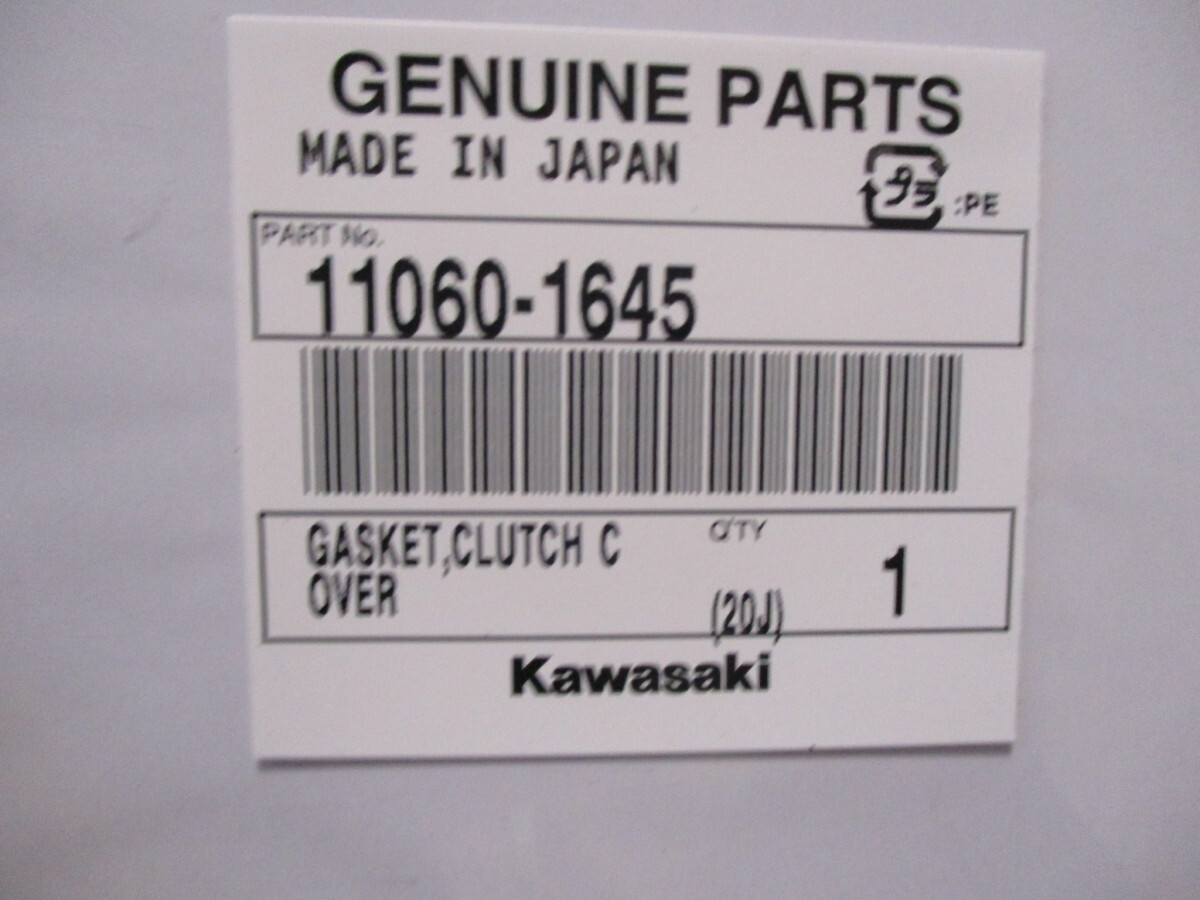 GENUINE PARTS
MADE IN JAPAN
プラ :PE
PART No.
11060-1645
GASKET,CLUTCH C
OVER
Q'TY
(20J)
1
Kawasaki